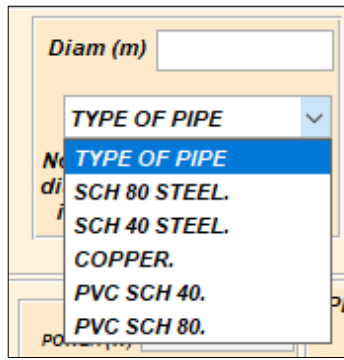 Diam (m)
TYPE OF PIPE
TYPE OF PIPE
SCH 80 STEEL.
SCH 40 STEEL.
COPPER.
PVC SCH 40.
PVC SCH 80.